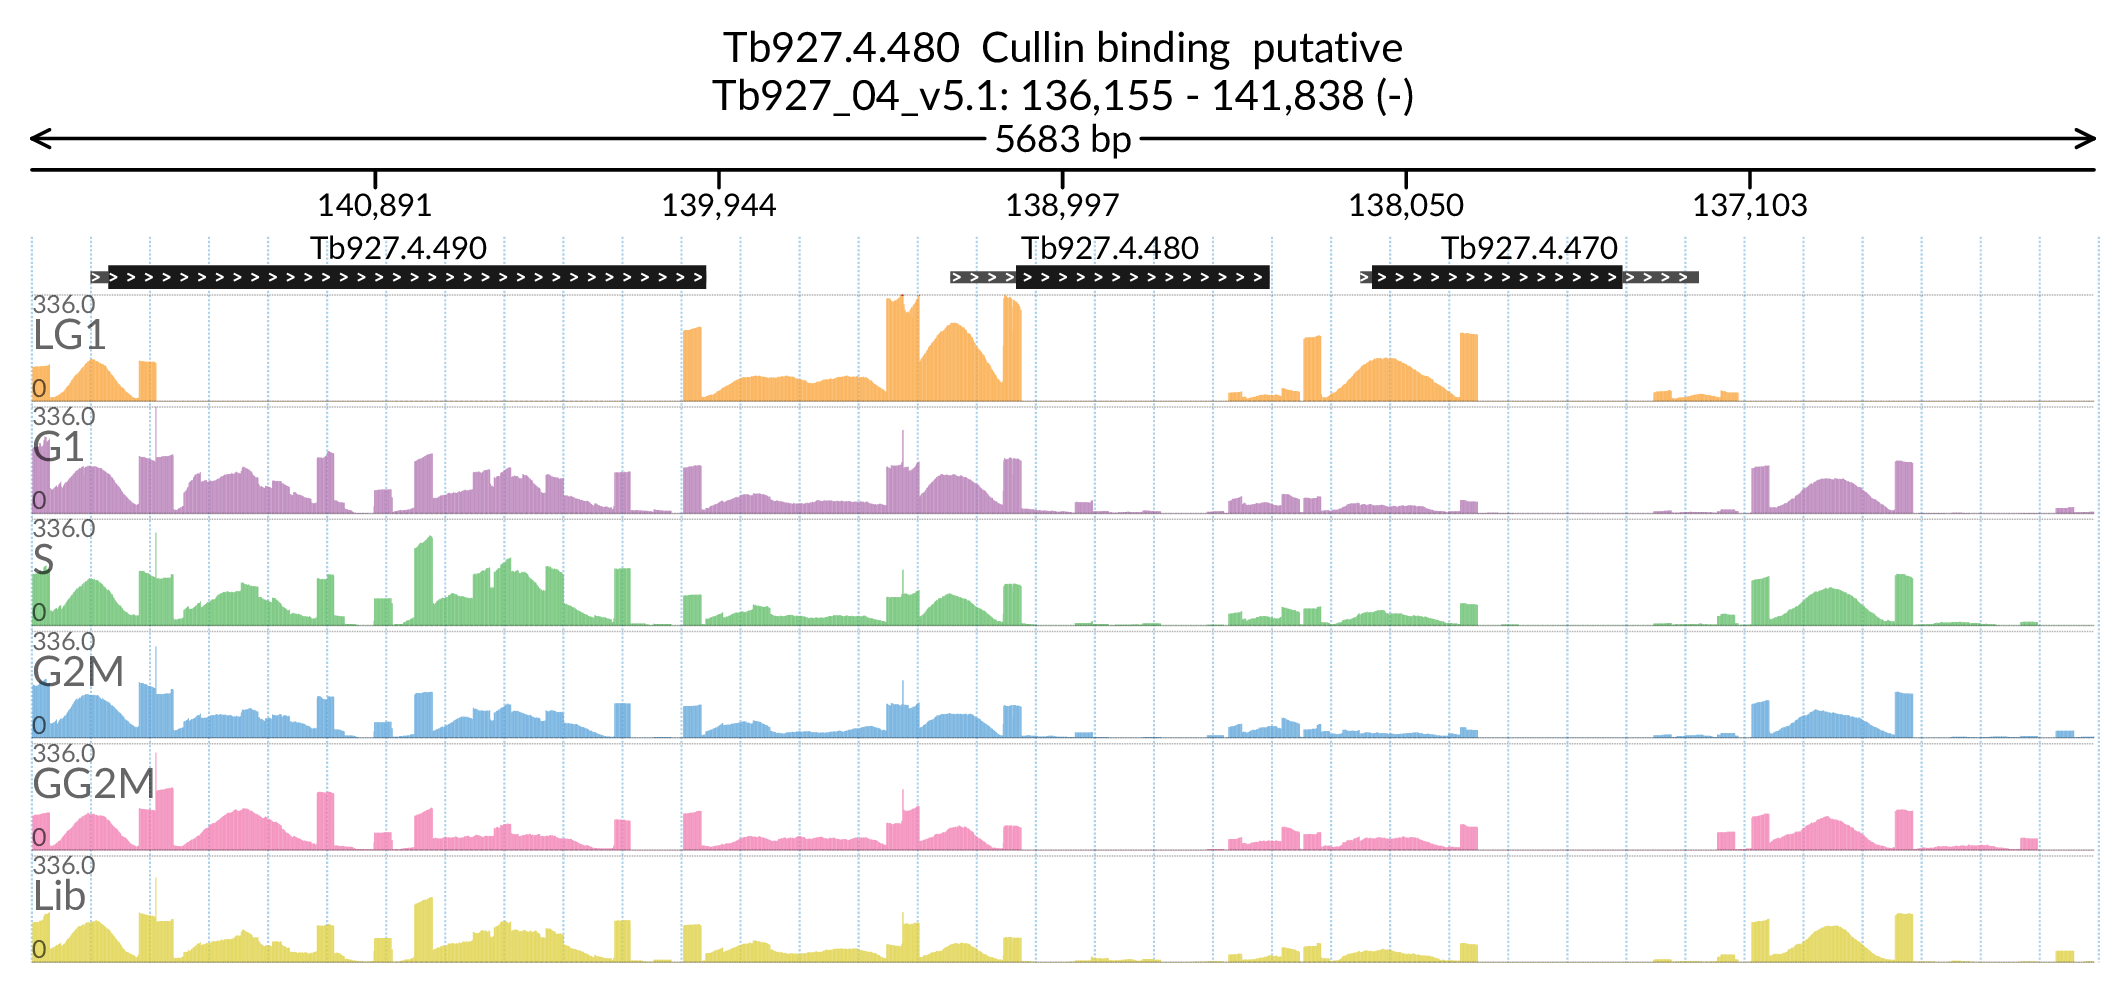 Tb927.4.480 Cullin binding putative
Tb927_04_v5.1: 136,155 - 141,838 (-)
5683 bp
140,891 139,944 138,997 138,050 137,103
Tb927.4.490 Tb927.4.480 Tb927.4.470
336.0
LG1
0
336.0
G1
0
336.0
S
0
336.0
G2M
0
336.0
GG2M
0
336.0
Lib
0